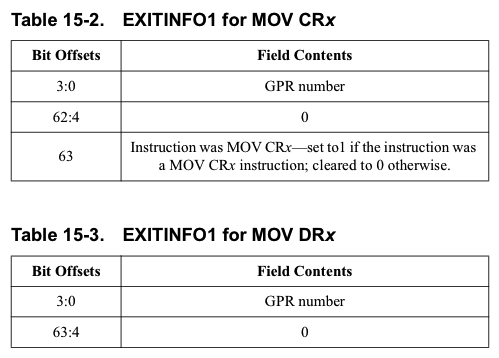 Table 15-2. EXITINFO1 for MOV CRx
Bit Offsets Field Contents
3:0 GPR number
62:4 0
63 Instruction was MOV CRx—set to1 if the instruction was
a MOV CRx instruction; cleared to 0 otherwise.
Table 15-3. EXITINFO1 for MOV DRx
Bit Offsets Field Contents
3:0 GPR number
63:4 0